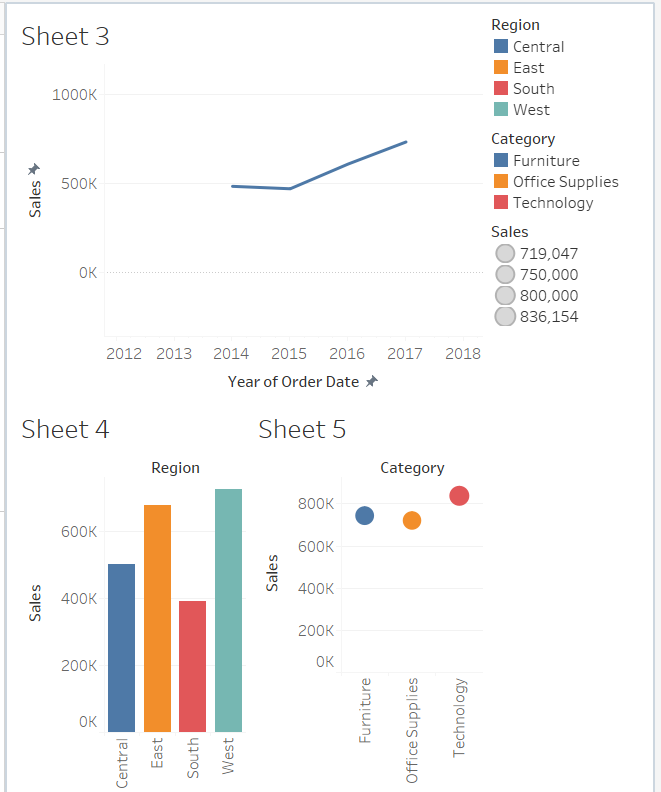 Sheet 3
Sales
1000K
500K
0K
2012 2013 2014 2015 2016 2017 2018
Year of Order Date
Region
Central
East
South
West
Category
Furniture
Office Supplies
Technology
Sales
719,047
750,000
800,000
836,154
Sheet 4
Region
Sales
600K
400K
200K
0K
Central East South West
Sheet 5
Category
Sales
800K
600K
400K
200K
0K
Furniture Office Supplies Technology